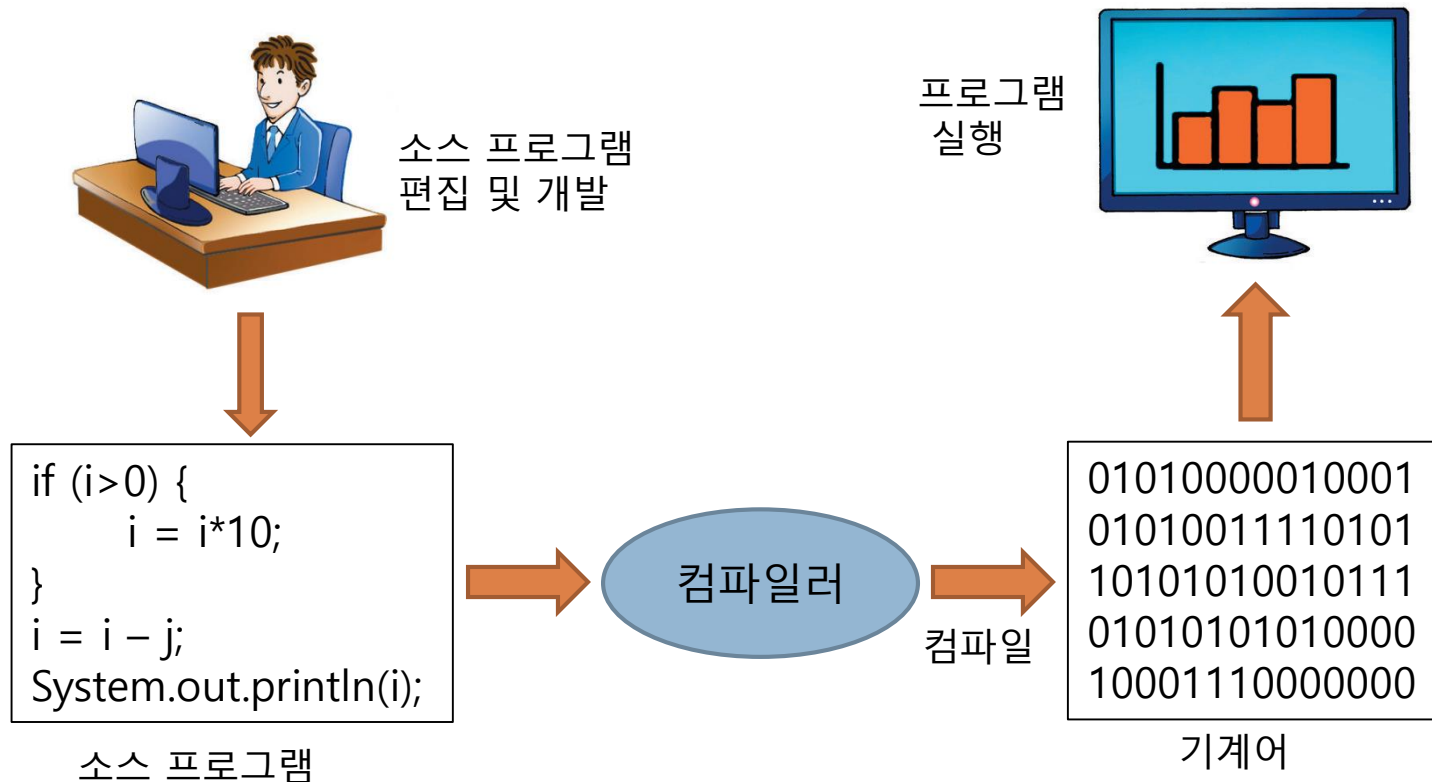 소스 프로그램
편집 및 개발
프로그램
실행
if (i>0) {
i = i*10;
}
i = i – j;
System.out.println(i);
소스 프로그램
컴파일러
컴파일
01010000010001
01010011110101
10101010010111
01010101010000
10001110000000
기계어